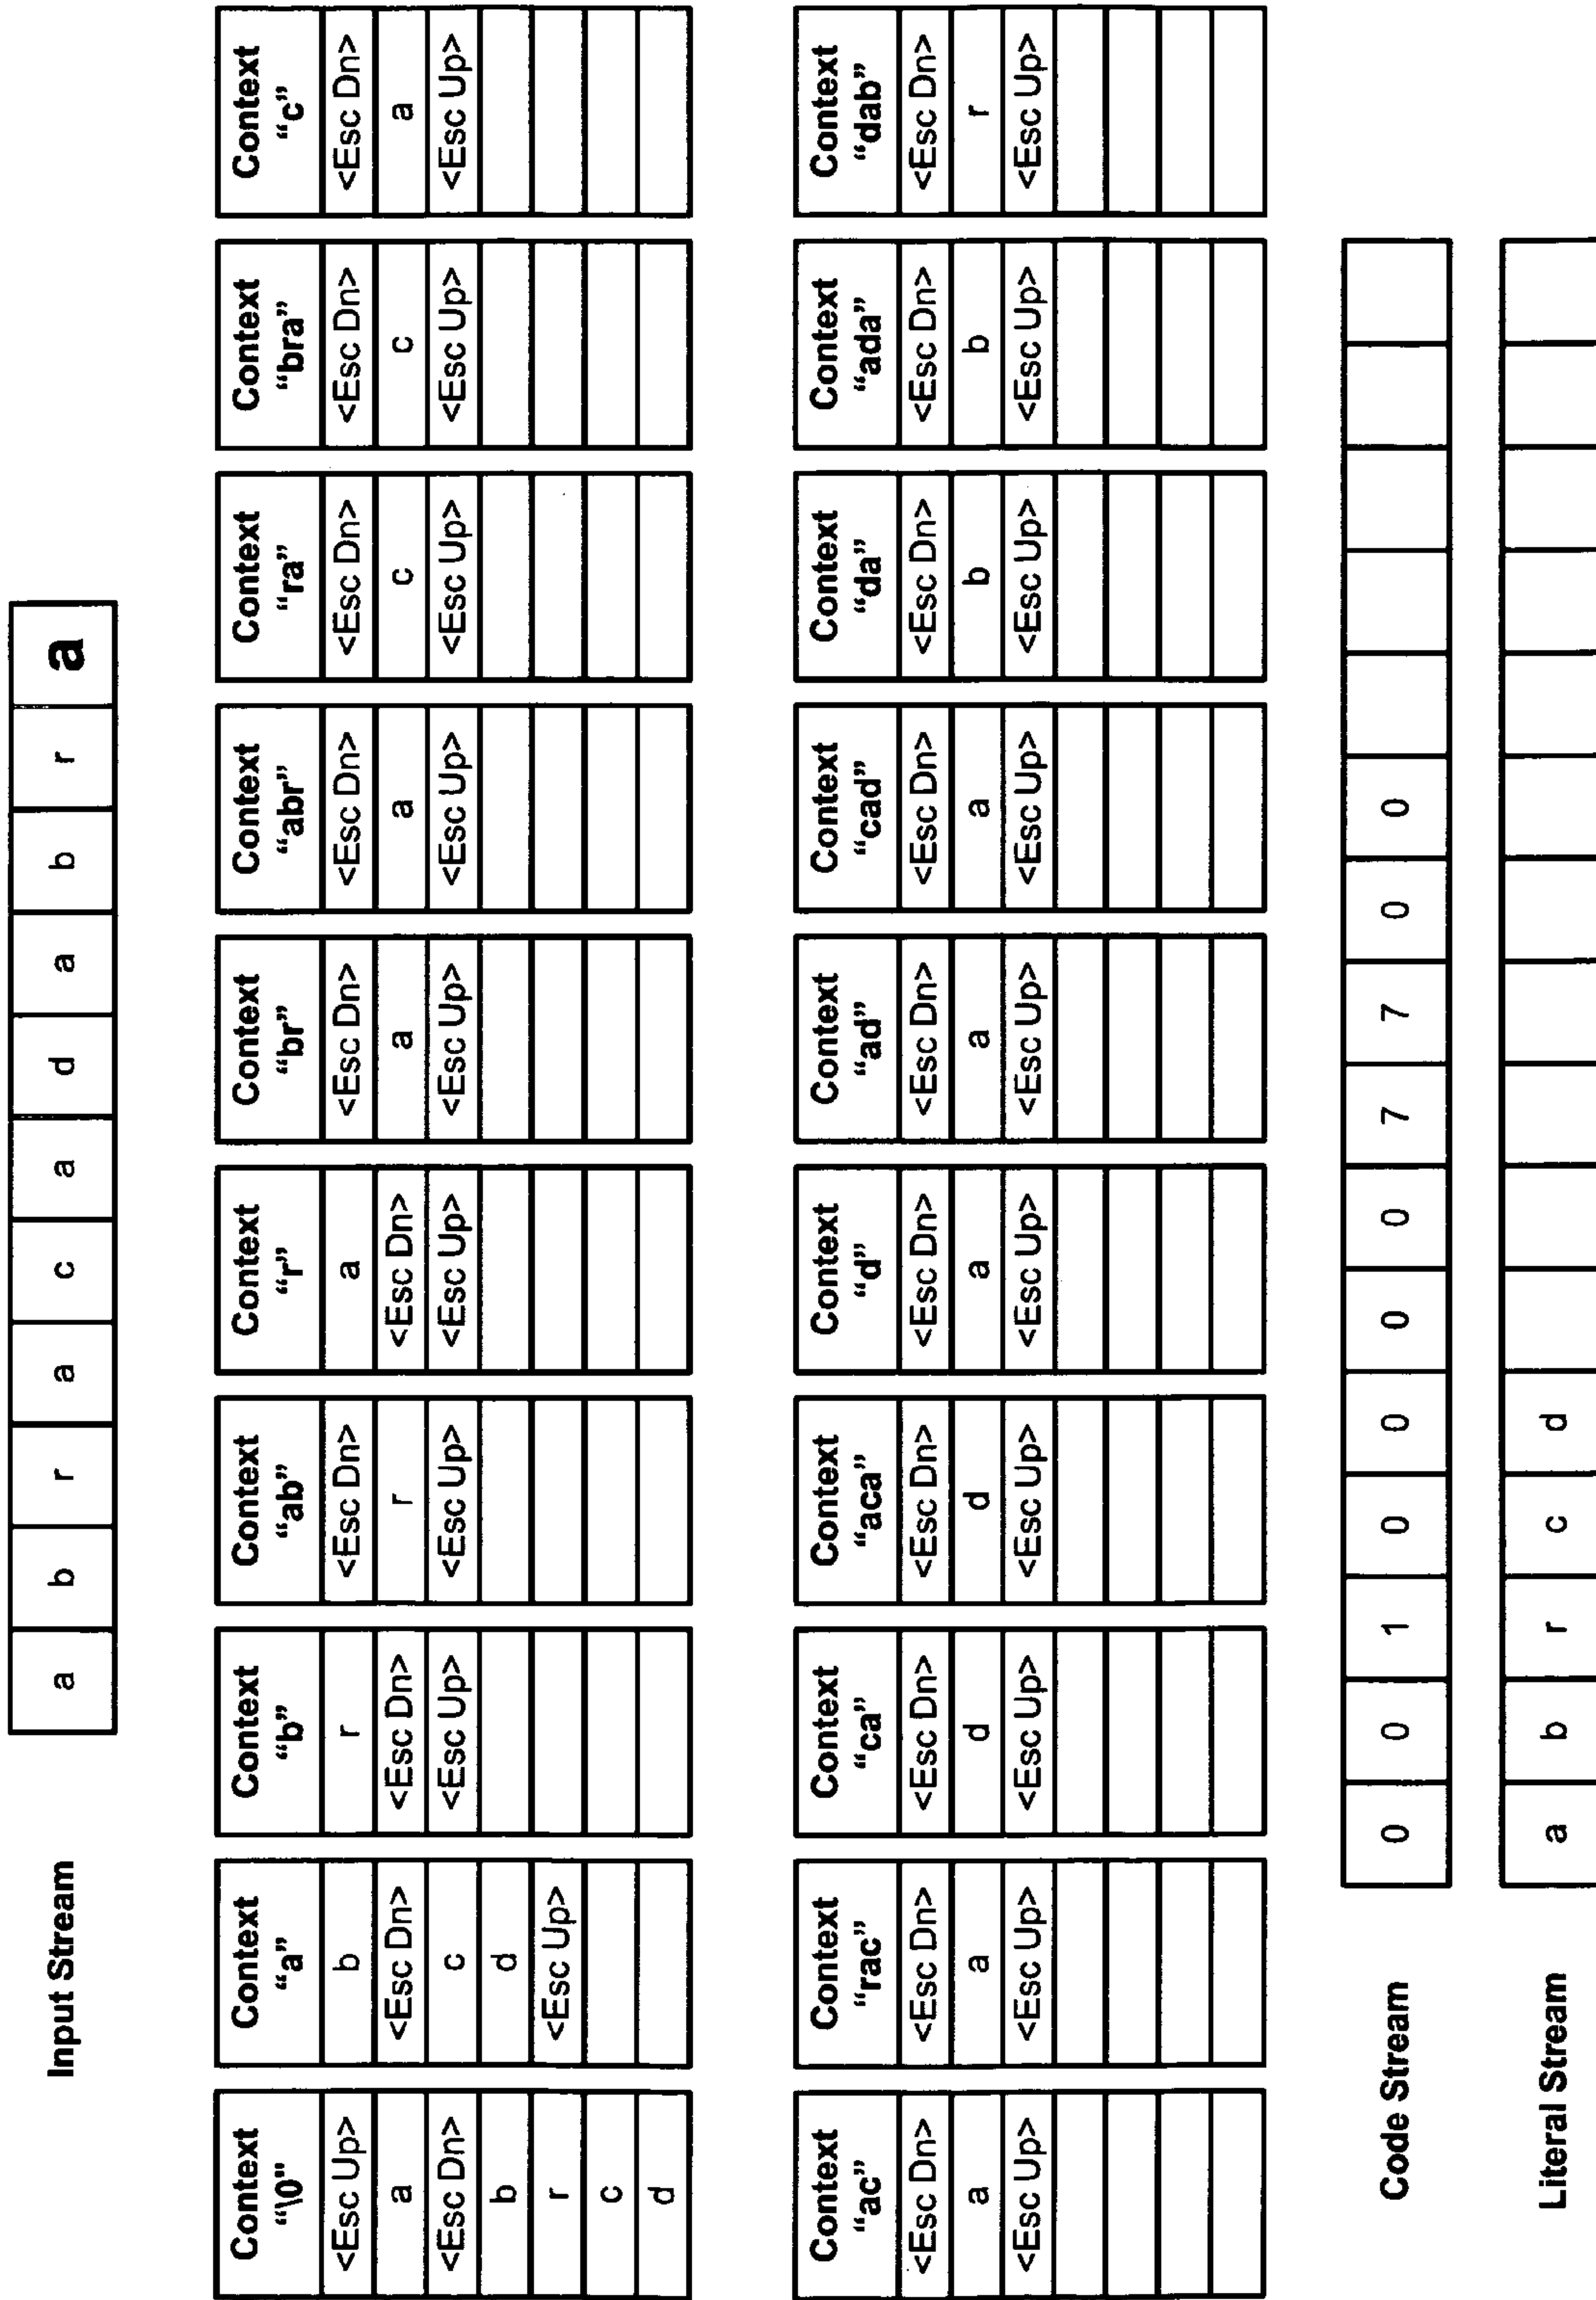 Input Stream a b r a c a d a b r a
Context "\0"
<Esc Up>
a
<Esc Dn>
b
r
c
d
Context "a"
b
<Esc Dn>
c
d
<Esc Up>
Context "b"
r
<Esc Dn>
<Esc Up>
Context "ab"
<Esc Dn>
r
<Esc Up>
Context "r"
a
<Esc Dn>
<Esc Up>
Context "br"
<Esc Dn>
a
<Esc Up>
Context "abr"
<Esc Dn>
a
<Esc Up>
Context "ra"
<Esc Dn>
c
<Esc Up>
Context "bra"
<Esc Dn>
c
<Esc Up>
Context "c"
<Esc Dn>
a
<Esc Up>
Context "ac"
<Esc Dn>
a
<Esc Up>
Context "rac"
<Esc Dn>
a
<Esc Up>
Context "ca"
<Esc Dn>
d
<Esc Up>
Context "aca"
<Esc Dn>
d
<Esc Up>
Context "d"
<Esc Dn>
a
<Esc Up>
Context "ad"
<Esc Dn>
a
<Esc Up>
Context "cad"
<Esc Dn>
a
<Esc Up>
Context "da"
<Esc Dn>
b
<Esc Up>
Context "ada"
<Esc Dn>
b
<Esc Up>
Context "dab"
<Esc Dn>
r
<Esc Up>
Code Stream 0 0 1 0 0 0 0 7 7 0 0
Literal Stream a b r c d